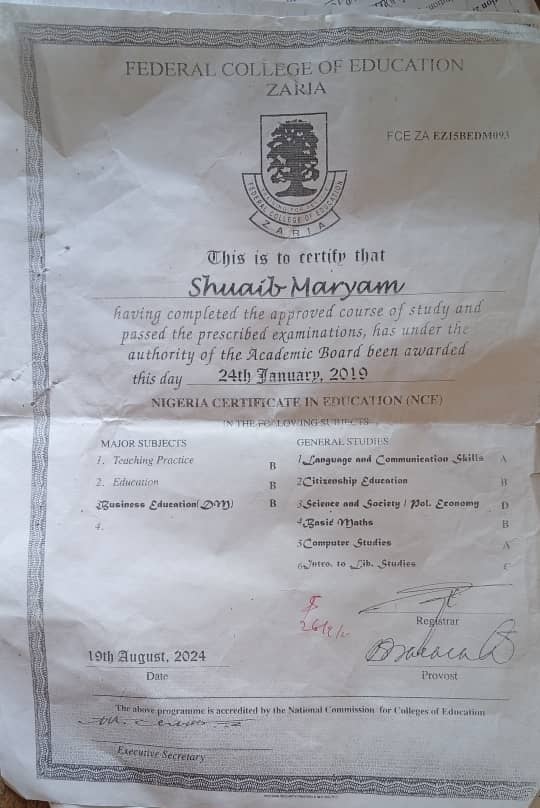 FEDERAL COLLEGE OF EDUCATION
ZARIA
FCE ZA EZ15BEDM093
FEDERAL COLLEGE OF EDUCATION
ZARIA
This is to certify that
Shuaib Maryam
having completed the approved course of study and
passed the prescribed examinations, has under the
authority of the Academic Board been awarded
this day 24th January, 2019
NIGERIA CERTIFICATE IN EDUCATION (NCE)
IN THE FOLLOWING SUBJECTS
MAJOR SUBJECTS
1. Teaching Practice B
2. Education B
Business Education(DM) B
4.
GENERAL STUDIES
1 Language and Communication Skills A
2 Citizenship Education B
3 Science and Society / Pol. Economy D
4 Basic Maths B
5 Computer Studies A
6 Intro. to Lib. Studies C
Registrar
19th August, 2024
Date
Provost
The above programme is accredited by the National Commission for Colleges of Education
Executive Secretary